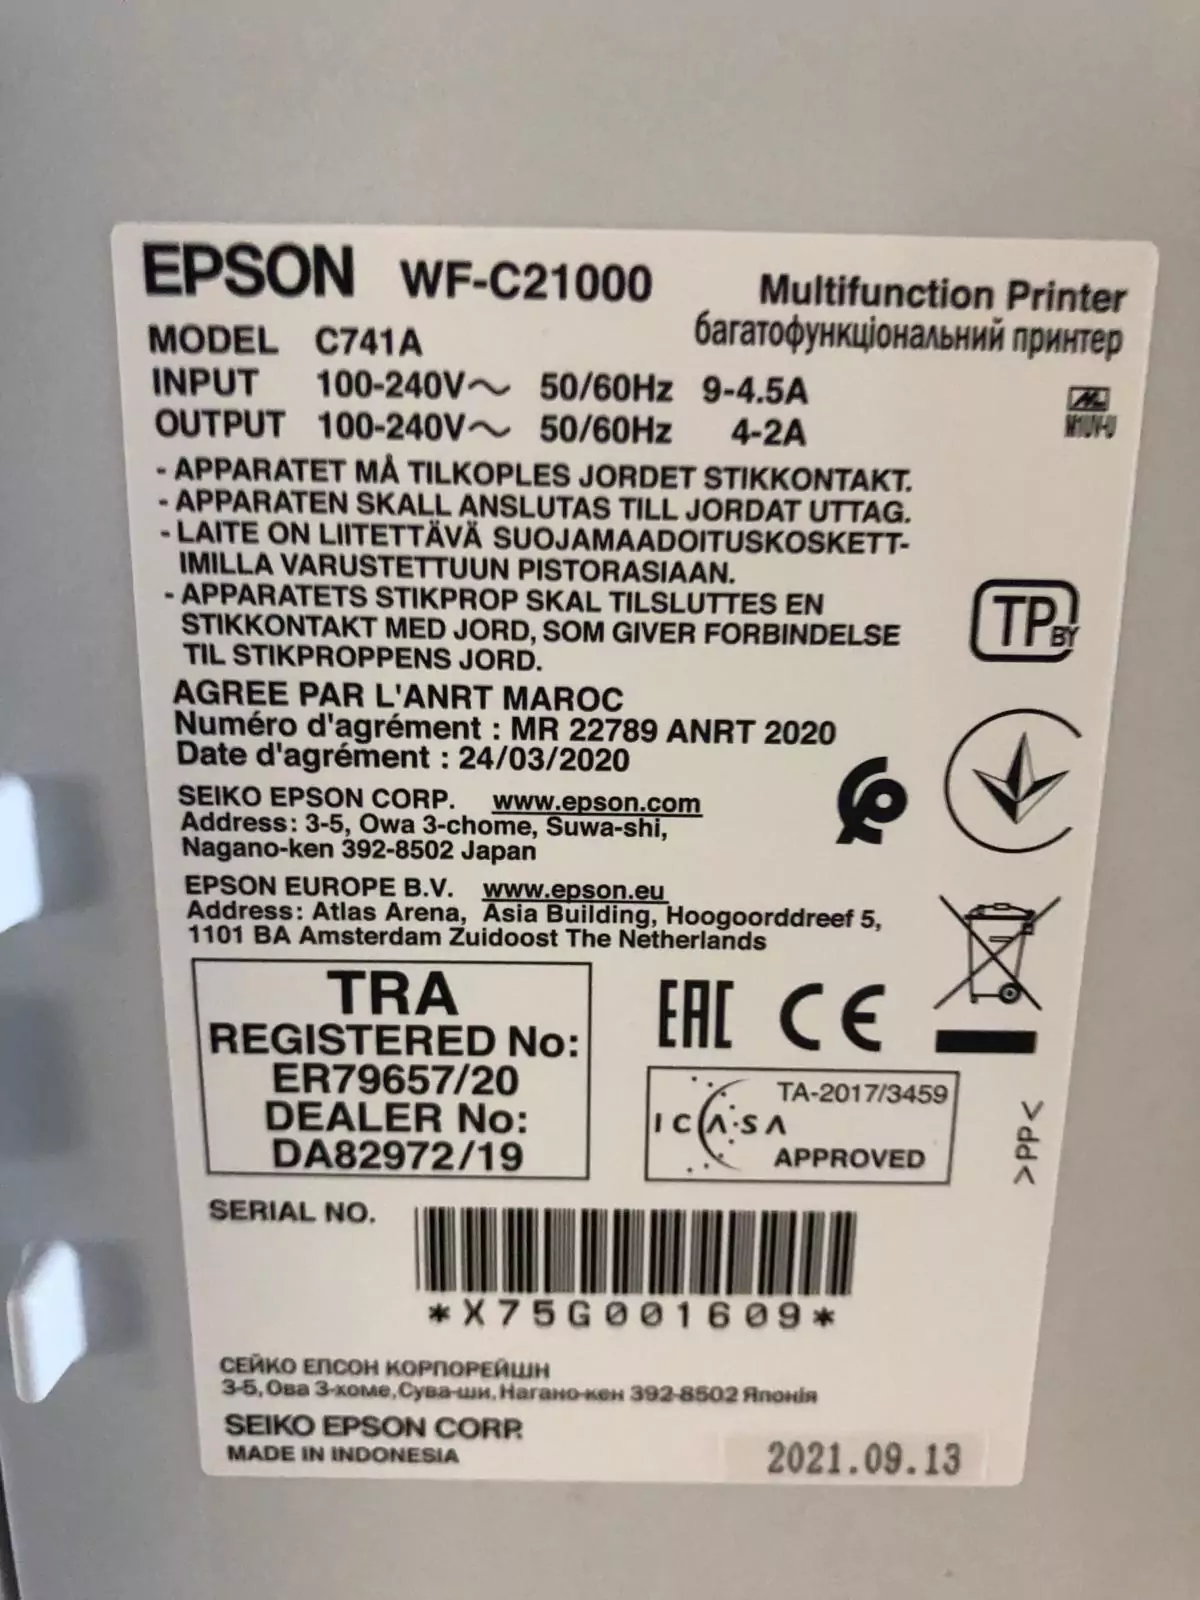 EPSON WF-C21000 Multifunction Printer
багатофункціональний принтер
MODEL C741A
INPUT 100-240V～ 50/60Hz 9-4.5A
OUTPUT 100-240V～ 50/60Hz 4-2A
M1UV-U
- APPARATET MÅ TILKOPLES JORDET STIKKONTAKT.
- APPARATEN SKALL ANSLUTAS TILL JORDAT UTTAG.
- LAITE ON LIITETTÄVÄ SUOJAMAADOITUSKOSKETT-
IMILLA VARUSTETTUUN PISTORASIAAN.
- APPARATETS STIKPROP SKAL TILSLUTTES EN
STIKKONTAKT MED JORD, SOM GIVER FORBINDELSE
TIL STIKPROPPENS JORD.
TP BY
AGREE PAR L'ANRT MAROC
Numéro d'agrément : MR 22789 ANRT 2020
Date d'agrément : 24/03/2020
SEIKO EPSON CORP. www.epson.com
Address: 3-5, Owa 3-chome, Suwa-shi,
Nagano-ken 392-8502 Japan
EPSON EUROPE B.V. www.epson.eu
Address: Atlas Arena, Asia Building, Hoogoorddreef 5,
1101 BA Amsterdam Zuidoost The Netherlands
TRA
REGISTERED No:
ER79657/20
DEALER No:
DA82972/19
EAC CE
TA-2017/3459
ICASA
APPROVED
>PP<
SERIAL NO.
*X75G001609*
СЕЙКО ЕПСОН КОРПОРЕЙШН
3-5, Ова 3-хоме, Сува-ши, Нагано-кен 392-8502 Японія
SEIKO EPSON CORP.
MADE IN INDONESIA
2021.09.13